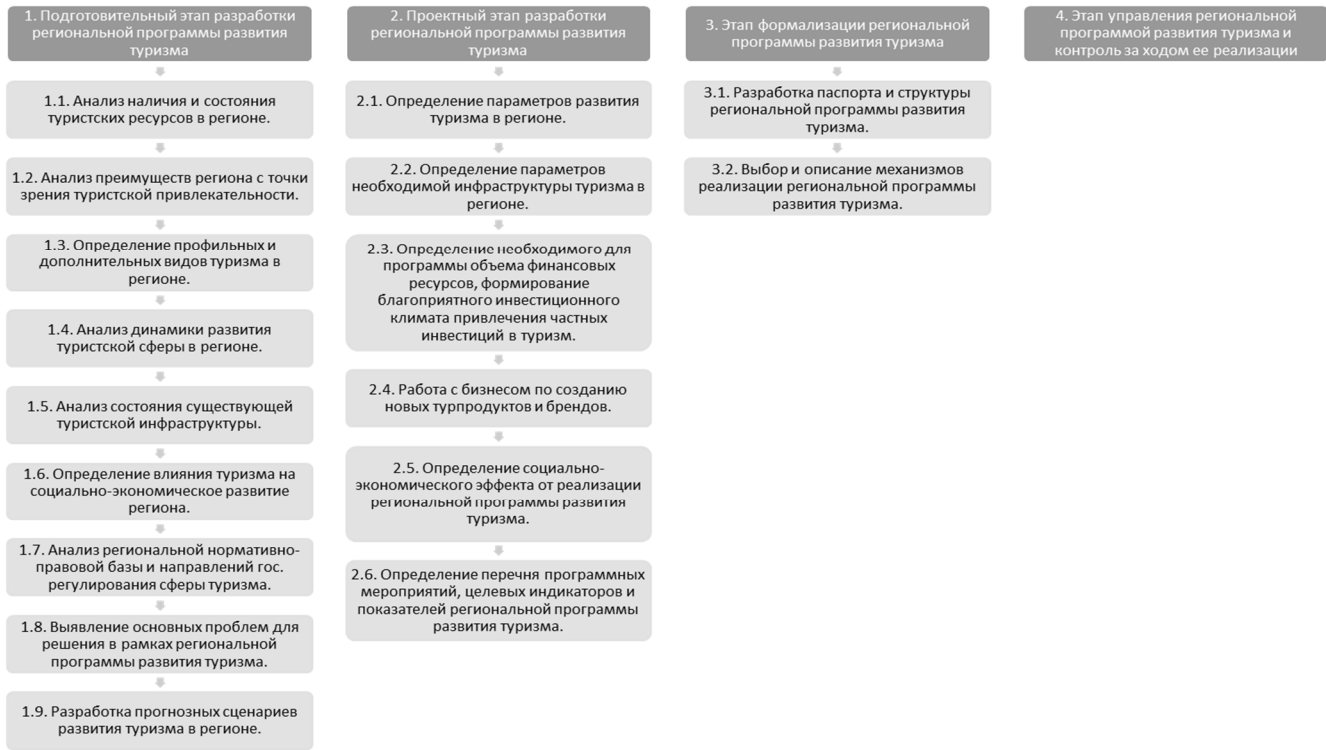 1. Подготовительный этап разработки
региональной программы развития
туризма
1.1. Анализ наличия и состояния
туристских ресурсов в регионе.
1.2. Анализ преимуществ региона с точки
зрения туристской привлекательности.
1.3. Определение профильных и
дополнительных видов туризма в
регионе.
1.4. Анализ динамики развития
туристской сферы в регионе.
1.5. Анализ состояния существующей
туристской инфраструктуры.
1.6. Определение влияния туризма на
социально-экономическое развитие
региона.
1.7. Анализ региональной нормативно-
правовой базы и направлений гос.
регулирования сферы туризма.
1.8. Выявление основных проблем для
решения в рамках региональной
программы развития туризма.
1.9. Разработка прогнозных сценариев
развития туризма в регионе.
2. Проектный этап разработки
региональной программы развития
туризма
2.1. Определение параметров развития
туризма в регионе.
2.2. Определение параметров
необходимой инфраструктуры туризма в
регионе.
2.3. Определение необходимого для
программы объема финансовых
ресурсов, формирование
благоприятного инвестиционного
климата привлечения частных
инвестиций в туризм.
2.4. Работа с бизнесом по созданию
новых турпродуктов и брендов.
2.5. Определение социально-
экономического эффекта от реализации
региональной программы развития
туризма.
2.6. Определение перечня программных
мероприятий, целевых индикаторов и
показателей региональной программы
развития туризма.
3. Этап формализации региональной
программы развития туризма
3.1. Разработка паспорта и структуры
региональной программы развития
туризма.
3.2. Выбор и описание механизмов
реализации региональной программы
развития туризма.
4. Этап управления региональной
программой развития туризма и
контроль за ходом ее реализации